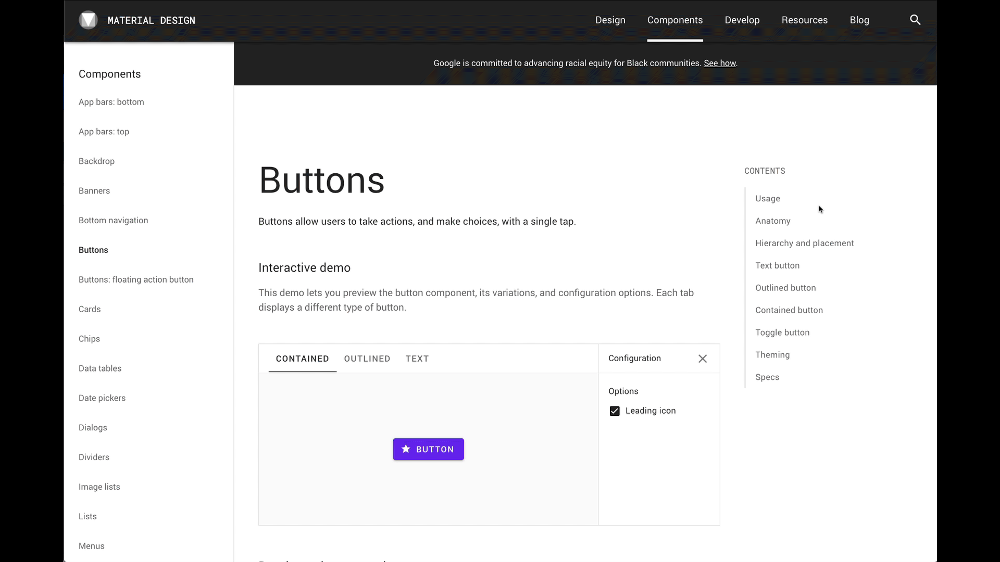 MATERIAL DESIGN
Design
Components
Develop
Resources
Blog
Google is committed to advancing racial equity for Black communities. See how.
Components
App bars: bottom
App bars: top
Backdrop
Banners
Bottom navigation
Buttons
Buttons: floating action button
Cards
Chips
Data tables
Date pickers
Dialogs
Dividers
Image lists
Lists
Menus
Buttons
Buttons allow users to take actions, and make choices, with a single tap.
Interactive demo
This demo lets you preview the button component, its variations, and configuration options. Each tab
displays a different type of button.
CONTAINED
OUTLINED
TEXT
BUTTON
Configuration
Options
Leading icon
CONTENTS
Usage
Anatomy
Hierarchy and placement
Text button
Outlined button
Contained button
Toggle button
Theming
Specs